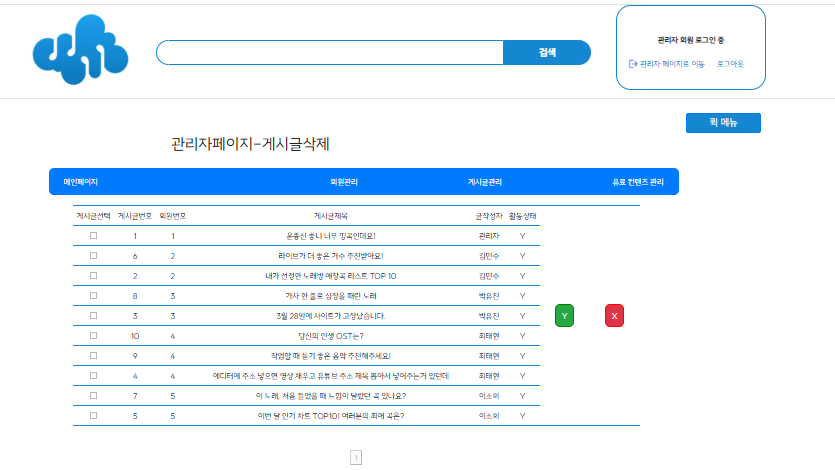 관리자 회원 로그인 중
검색
관리자 페이지로 이동 로그아웃
퀵 메뉴
관리자페이지-게시글삭제
메인페이지 회원관리 게시글관리 유료 컨텐츠 관리
게시글선택 게시글번호 회원번호 게시글제목 글작성자 활동상태
1 1 윤종신 좋니 너무 띵곡인데요! 관리자 Y
6 2 라이브가 더 좋은 가수 추천받아요! 김민수 Y
2 2 내가 선정한 노래방 애창곡 리스트 TOP 10 김민수 Y
8 3 가사 한 줄로 심장을 때린 노래 박유진 Y
3 3 3월 28일에 사이트가 고장났습니다. 박유진 Y
Y X
10 4 당신의 인생 OST는? 최태현 Y
9 4 작업할 때 듣기 좋은 음악 추천해주세요! 최태현 Y
4 4 에디터에 주소 넣으면 영상 채우고 유튜브 주소 제목 뽑아서 넣어주는거 있던데 최태현 Y
7 5 이 노래, 처음 들었을 때 느낌이 달랐던 곡 있나요? 이소희 Y
5 5 이번 달 인기 차트 TOP10! 여러분의 최애 곡은? 이소희 Y
1